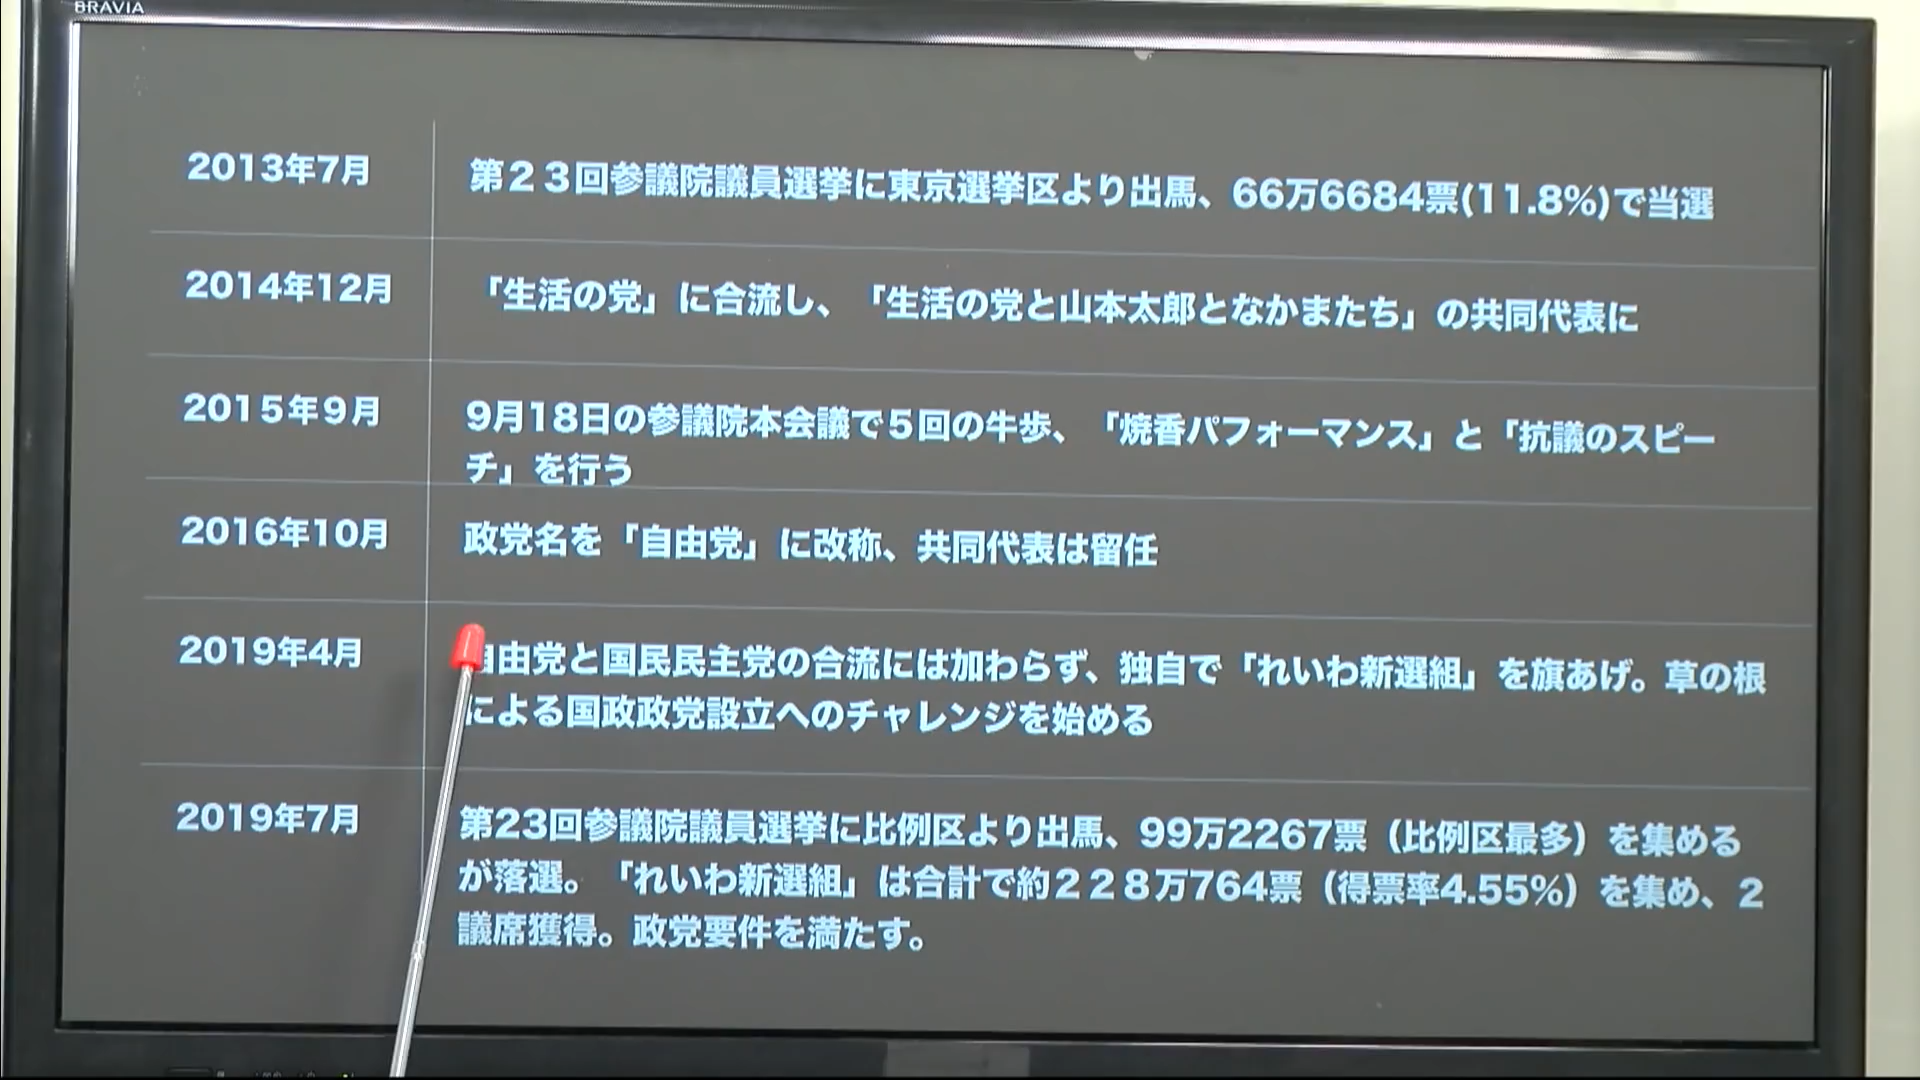 BRAVIA
2013年7月
第２３回参議院議員選挙に東京選挙区より出馬、66万6684票(11.8%)で当選
2014年12月
「生活の党」に合流し、「生活の党と山本太郎となかまたち」の共同代表に
2015年９月
9月18日の参議院本会議で５回の牛歩、「焼香パフォーマンス」と「抗議のスピー
チ」を行う
2016年10月
政党名を「自由党」に改称、共同代表は留任
2019年4月
自由党と国民民主党の合流には加わらず、独自で「れいわ新選組」を旗あげ。草の根
による国政政党設立へのチャレンジを始める
2019年7月
第23回参議院議員選挙に比例区より出馬、99万2267票（比例区最多）を集める
が落選。「れいわ新選組」は合計で約２２８万764票（得票率4.55%）を集め、２
議席獲得。政党要件を満たす。